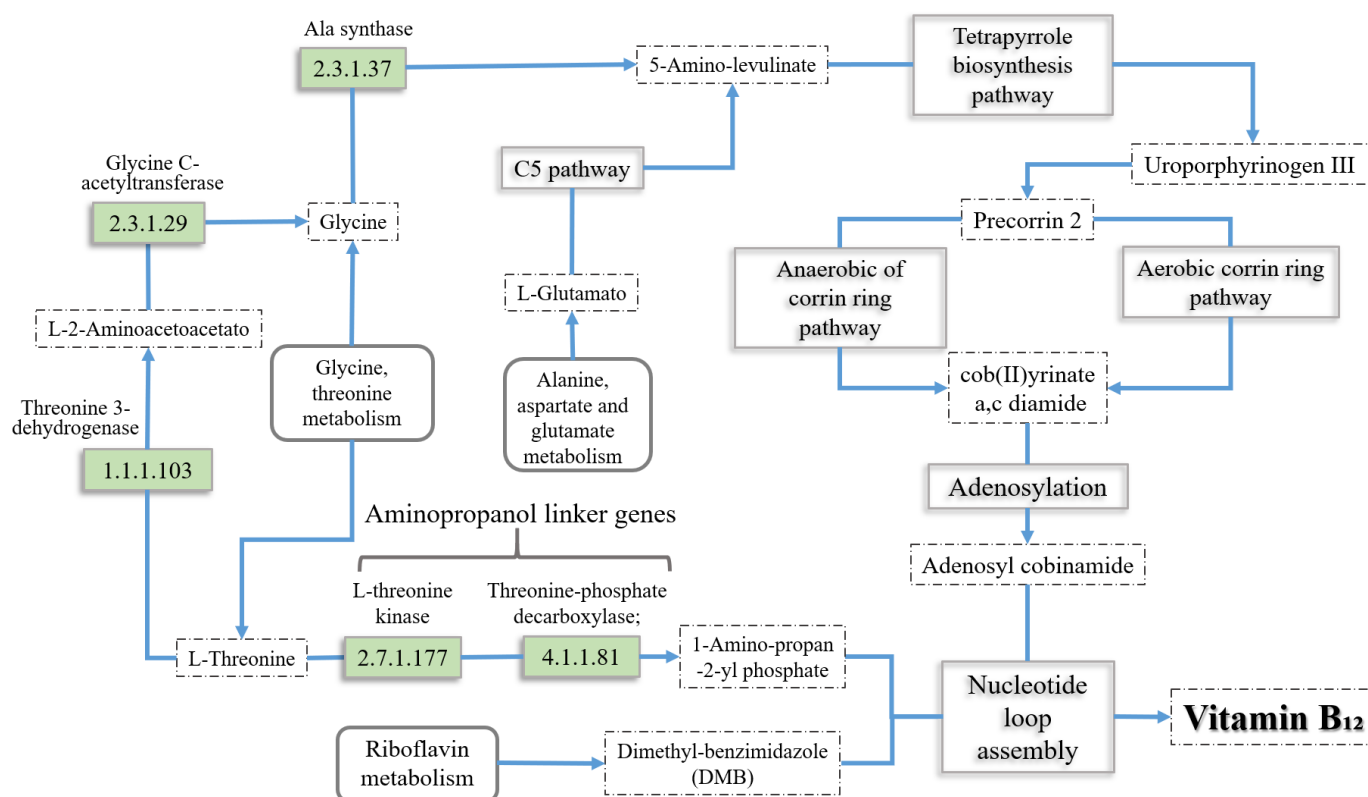 Ala synthase
2.3.1.37
5-Amino-levulinate
Tetrapyrrole
biosynthesis
pathway
Glycine C-
acetyltransferase
2.3.1.29
Glycine
C5 pathway
Uroporphyrinogen III
Precorrin 2
L-2-Aminoacetoacetato
L-Glutamato
Anaerobic of
corrin ring
pathway
Aerobic corrin ring
pathway
Threonine 3-
dehydrogenase
1.1.1.103
Glycine,
threonine
metabolism
Alanine,
aspartate and
glutamate
metabolism
cob(II)yrinate
a,c diamide
Adenosylation
Adenosyl cobinamide
Aminopropanol linker genes
L-threonine
kinase
Threonine-phosphate
decarboxylase;
L-Threonine
2.7.1.177
4.1.1.81
1-Amino-propan
-2-yl phosphate
Nucleotide
loop
assembly
Vitamin B₁₂
Riboflavin
metabolism
Dimethyl-benzimidazole
(DMB)